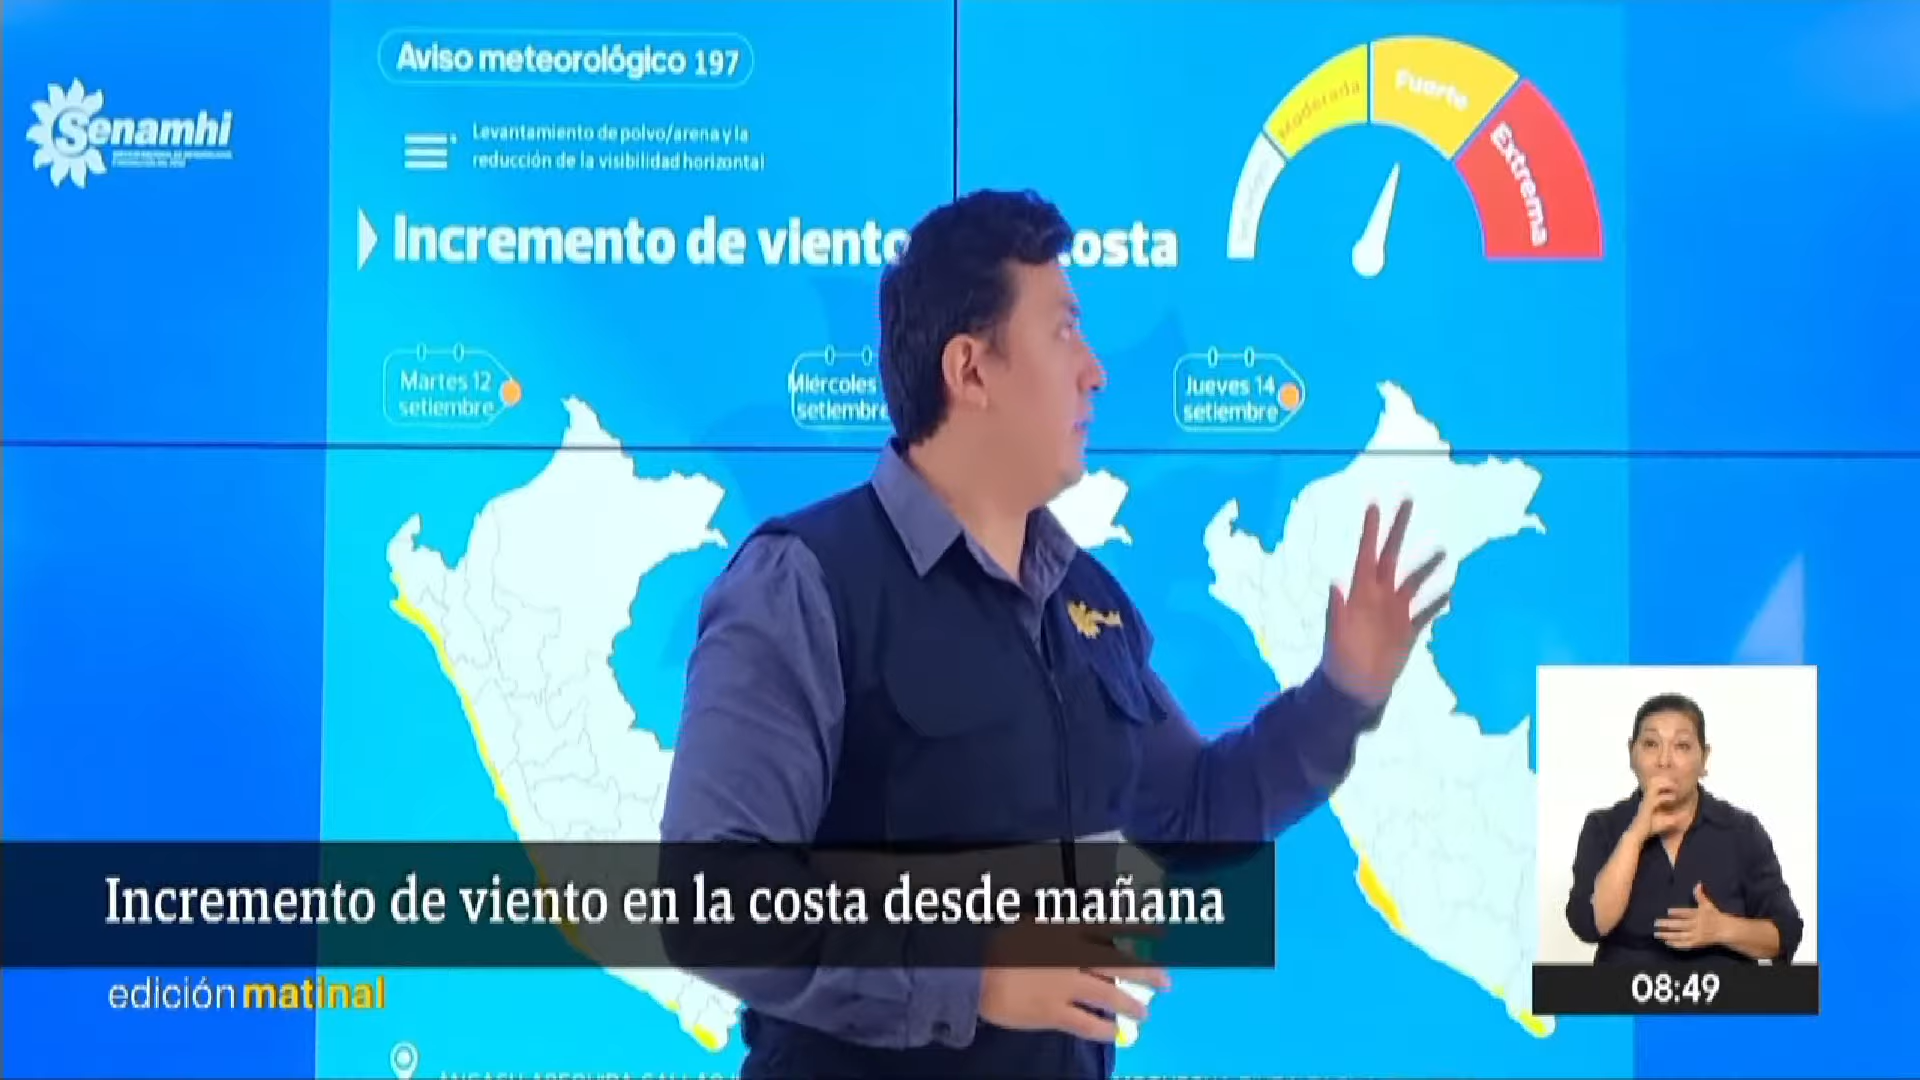 Aviso meteorológico 197
Senamhi
Levantamiento de polvo/arena y la
reducción de la visibilidad horizontal
Moderada
Fuerte
Extrema
Incremento de viento costa
Martes 12
setiembre
Miércoles
setiembre
Jueves 14
setiembre
Incremento de viento en la costa desde mañana
edición matinal
08:49